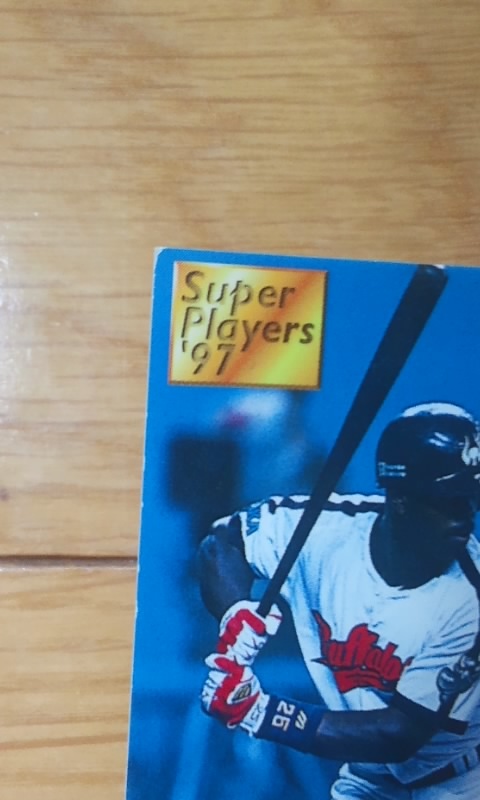 Super
Players
'97
Buffaloes
26